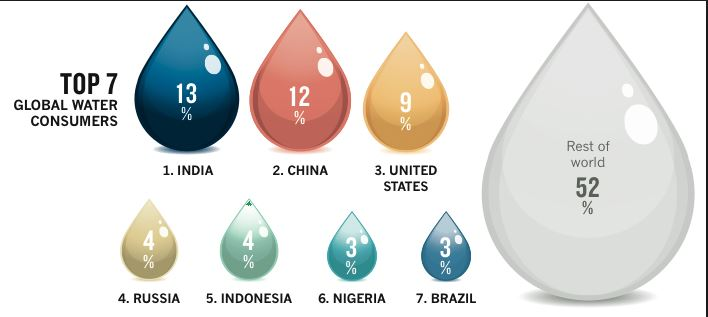 TOP 7
GLOBAL WATER
CONSUMERS
13
%
1. INDIA
12
%
2. CHINA
9
%
3. UNITED
STATES
4
%
4. RUSSIA
4
%
5. INDONESIA
3
%
6. NIGERIA
3
%
7. BRAZIL
Rest of
world
52
%